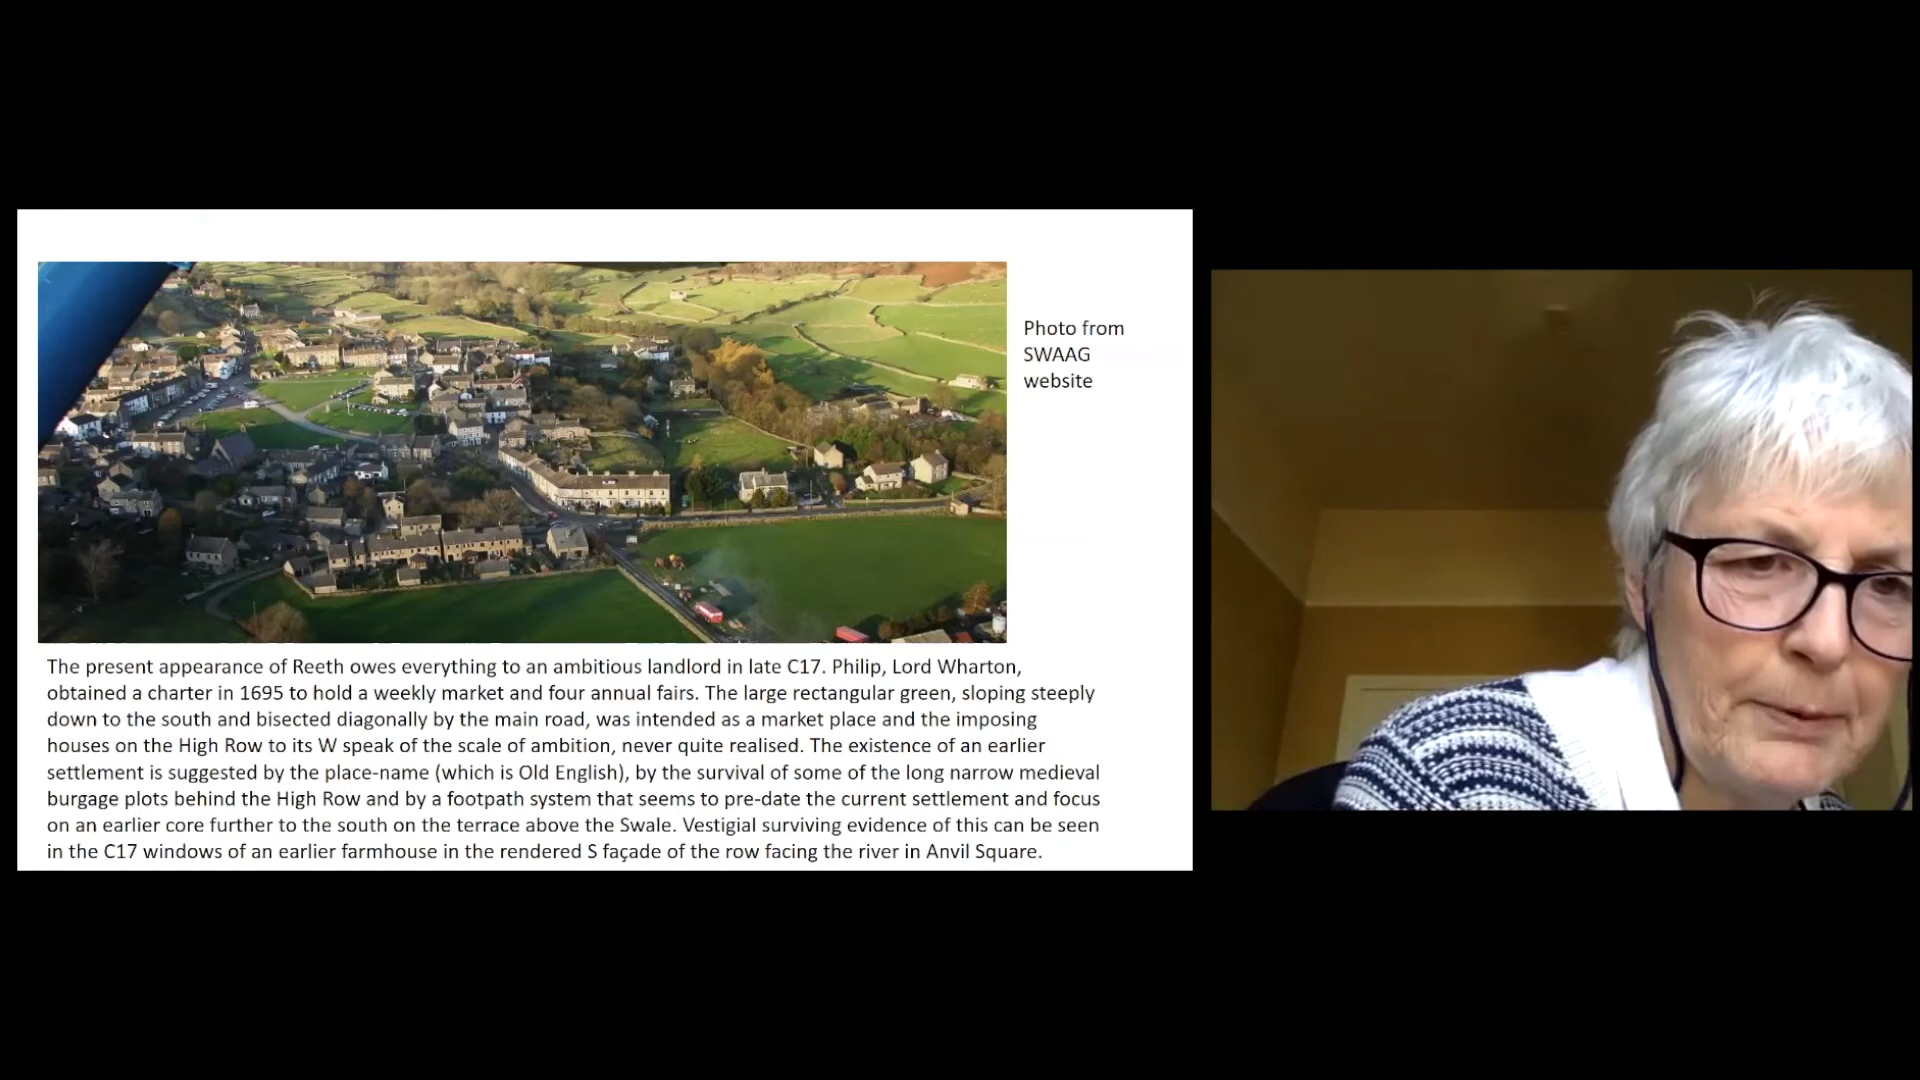 Photo from
SWAAG
website
The present appearance of Reeth owes everything to an ambitious landlord in late C17. Philip, Lord Wharton,
obtained a charter in 1695 to hold a weekly market and four annual fairs. The large rectangular green, sloping steeply
down to the south and bisected diagonally by the main road, was intended as a market place and the imposing
houses on the High Row to its W speak of the scale of ambition, never quite realised. The existence of an earlier
settlement is suggested by the place-name (which is Old English), by the survival of some of the long narrow medieval
burgage plots behind the High Row and by a footpath system that seems to pre-date the current settlement and focus
on an earlier core further to the south on the terrace above the Swale. Vestigial surviving evidence of this can be seen
in the C17 windows of an earlier farmhouse in the rendered S façade of the row facing the river in Anvil Square.